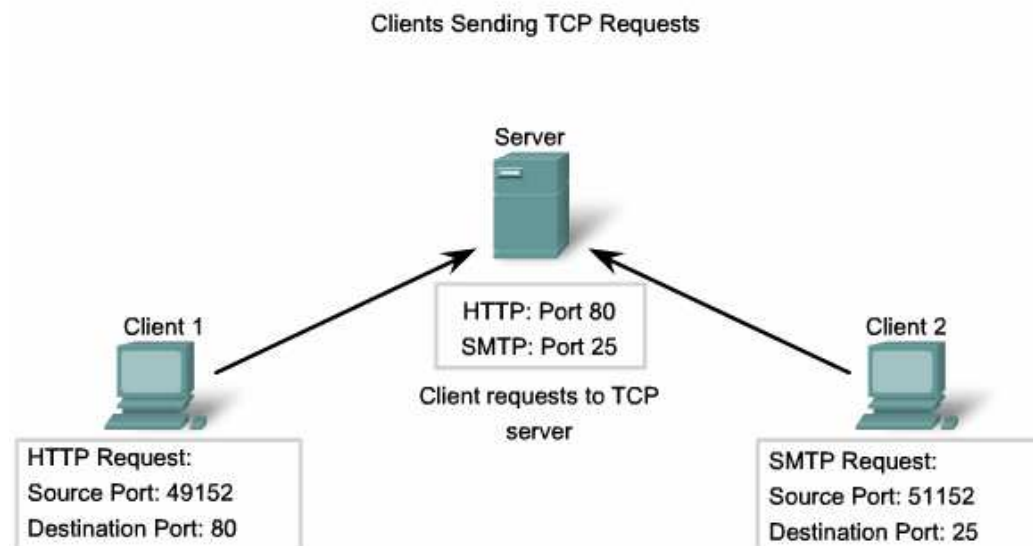 Clients Sending TCP Requests
Server
HTTP: Port 80
SMTP: Port 25
Client requests to TCP
server
Client 1
HTTP Request:
Source Port: 49152
Destination Port: 80
Client 2
SMTP Request:
Source Port: 51152
Destination Port: 25